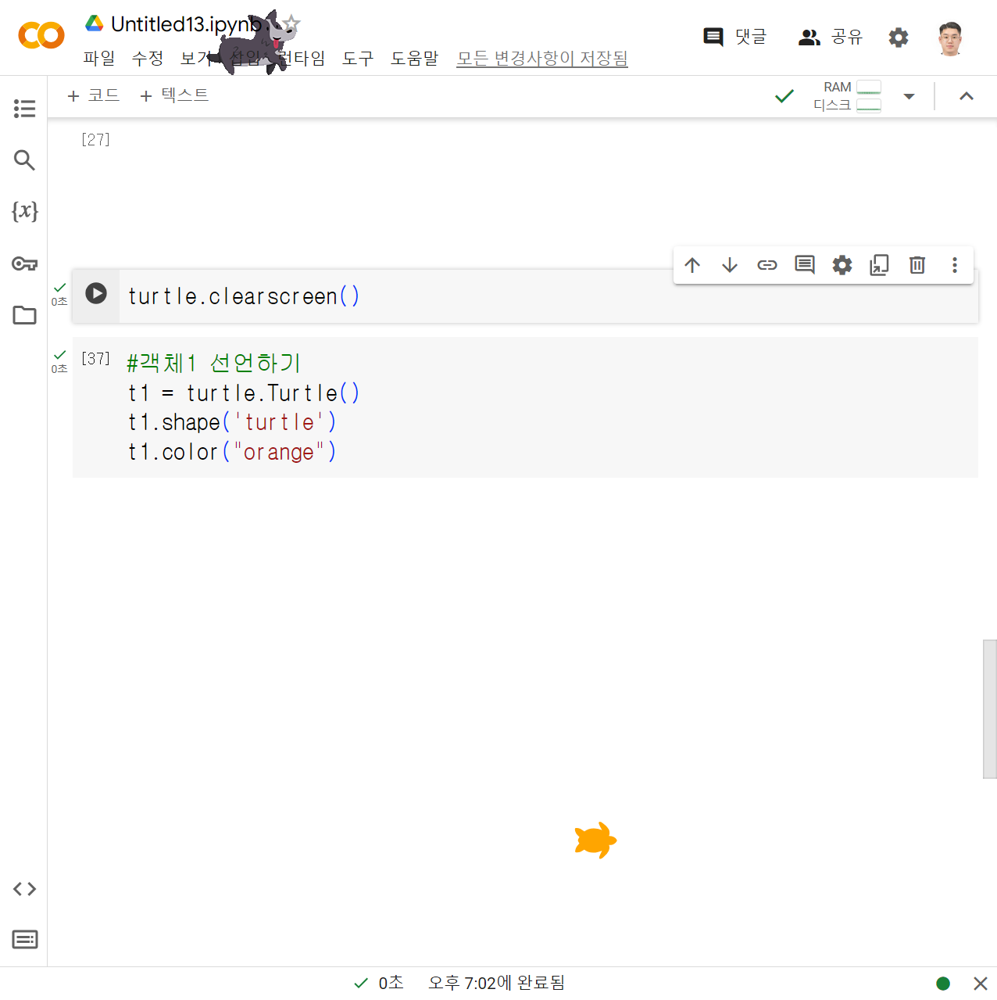 Untitled13.ipynb
파일 수정 보기 삽입 런타임 도구 도움말 모든 변경사항이 저장됨
댓글 공유
+ 코드 + 텍스트
RAM
디스크
[27]
0초
turtle.clearscreen()
0초
[37]
#객체1 선언하기
t1 = turtle.Turtle()
t1.shape('turtle')
t1.color("orange")
{x}
0초 오후 7:02에 완료됨